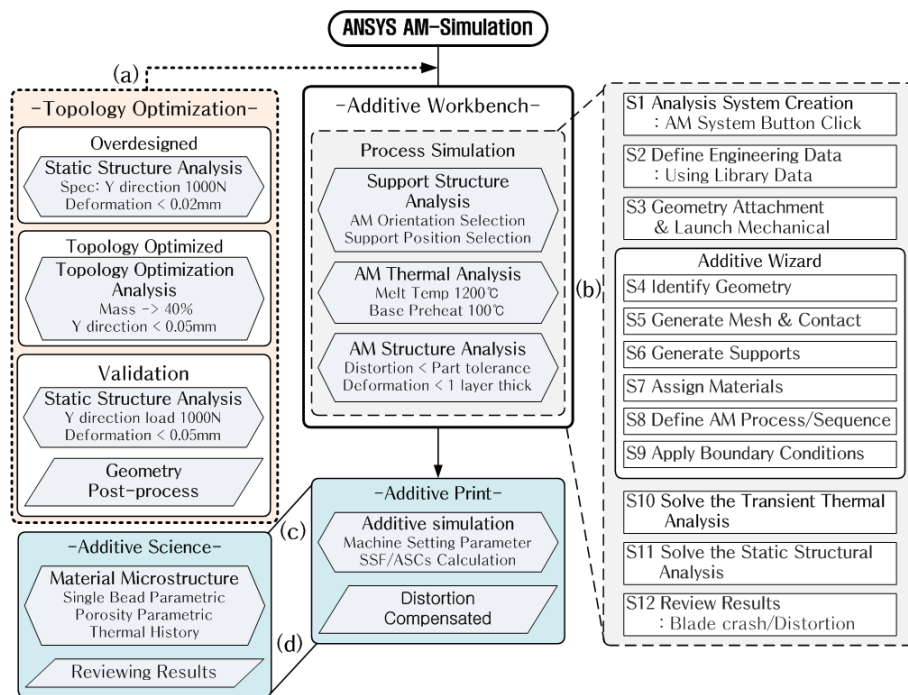 ANSYS AM-Simulation
(a)
-Topology Optimization-
Overdesigned
Static Structure Analysis
Spec: Y direction 1000N
Deformation < 0.02mm
Topology Optimized
Topology Optimization
Analysis
Mass -> 40%
Y direction < 0.05mm
Validation
Static Structure Analysis
Y direction load 1000N
Deformation < 0.05mm
Geometry
Post-process
-Additive Workbench-
Process Simulation
Support Structure
Analysis
AM Orientation Selection
Support Position Selection
AM Thermal Analysis
Melt Temp 1200℃
Base Preheat 100℃
AM Structure Analysis
Distortion < Part tolerance
Deformation < 1 layer thick
(b)
S1 Analysis System Creation
: AM System Button Click
S2 Define Engineering Data
: Using Library Data
S3 Geometry Attachment
& Launch Mechanical
Additive Wizard
S4 Identify Geometry
S5 Generate Mesh & Contact
S6 Generate Supports
S7 Assign Materials
S8 Define AM Process/Sequence
S9 Apply Boundary Conditions
S10 Solve the Transient Thermal
Analysis
S11 Solve the Static Structural
Analysis
S12 Review Results
: Blade crash/Distortion
(c)
-Additive Print-
Additive simulation
Machine Setting Parameter
SSF/ASCs Calculation
Distortion
Compensated
-Additive Science-
Material Microstructure
Single Bead Parametric
Porosity Parametric
Thermal History
(d)
Reviewing Results